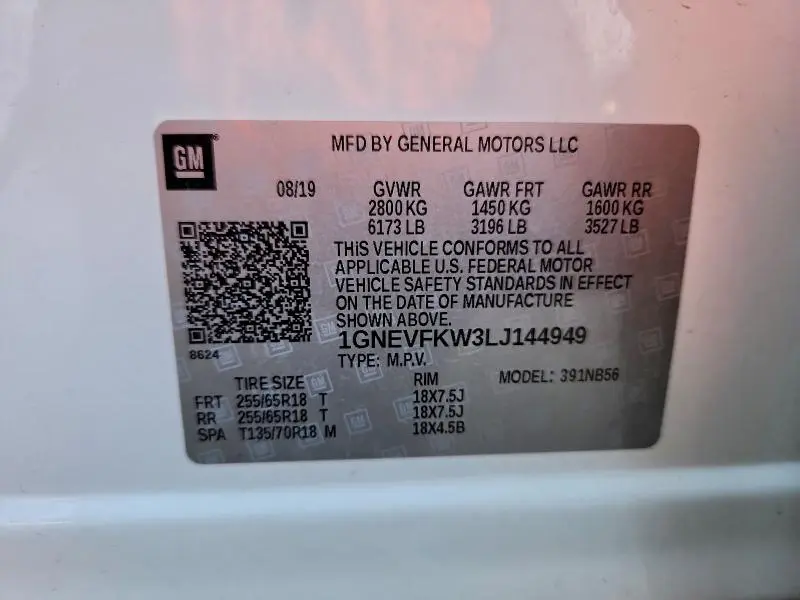 GM
MFD BY GENERAL MOTORS LLC
08/19 GVWR GAWR FRT GAWR RR
2800 KG 1450 KG 1600 KG
6173 LB 3196 LB 3527 LB
THIS VEHICLE CONFORMS TO ALL
APPLICABLE U.S. FEDERAL MOTOR
VEHICLE SAFETY STANDARDS IN EFFECT
ON THE DATE OF MANUFACTURE
SHOWN ABOVE.
8624
1GNEVFKW3LJ144949
TYPE: M.P.V.
TIRE SIZE RIM MODEL: 391NB56
FRT 255/65R18 T 18X7.5J
RR 255/65R18 T 18X7.5J
SPA T135/70R18 M 18X4.5B